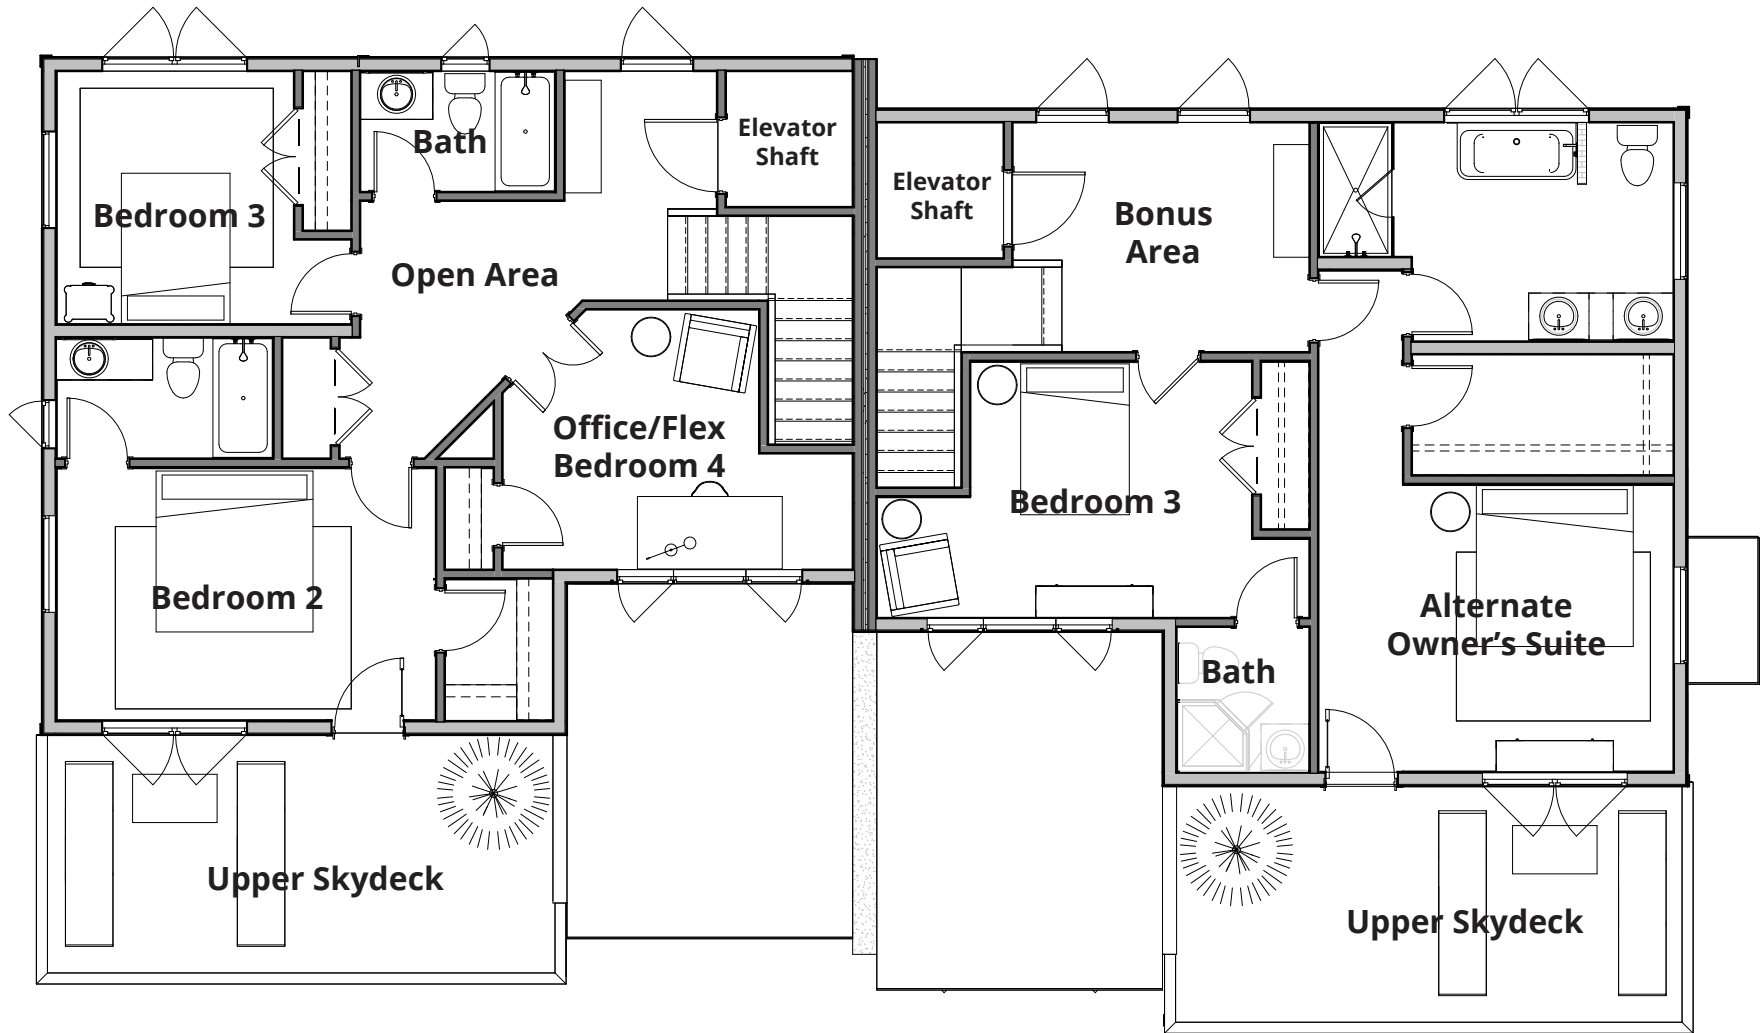 Bath
Elevator
Shaft
Bedroom 3
Open Area
Office/Flex
Bedroom 4
Bedroom 2
Upper Skydeck
Elevator
Shaft
Bonus
Area
Bedroom 3
Alternate
Owner’s Suite
Bath
Upper Skydeck